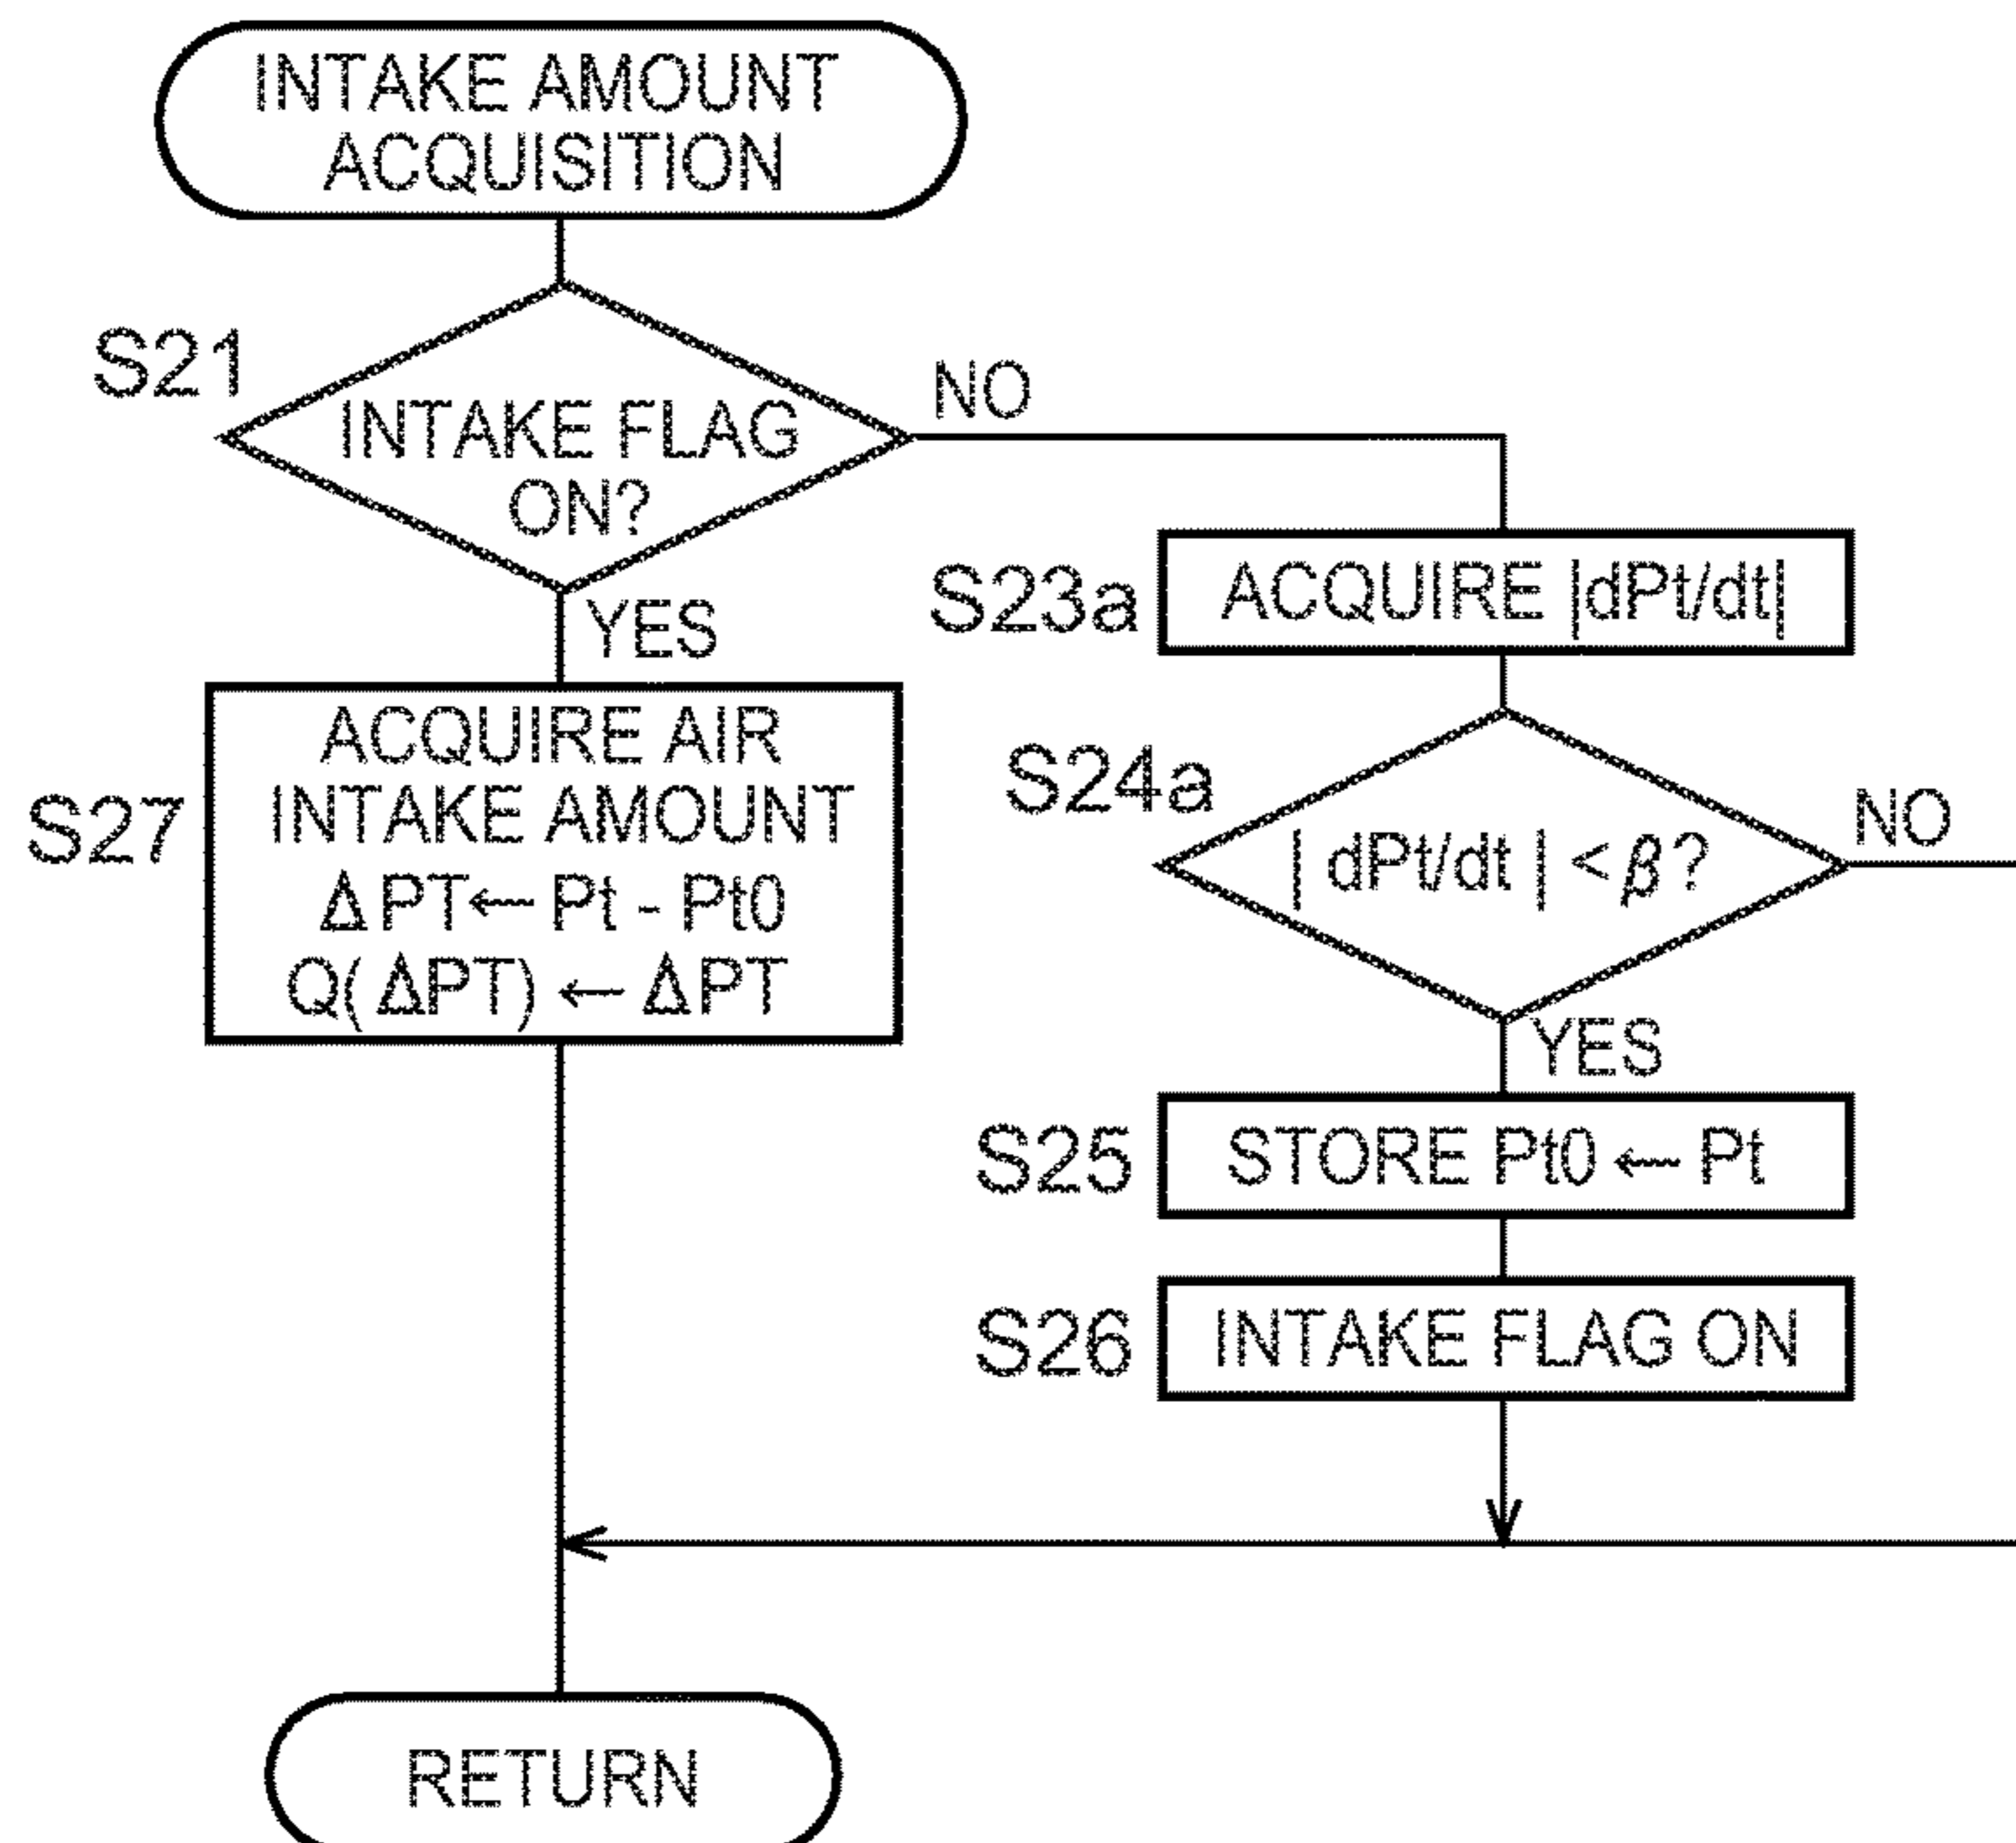 INTAKE AMOUNT
ACQUISITION
S21
INTAKE FLAG
ON?
NO
YES
S27
ACQUIRE AIR
INTAKE AMOUNT
ΔPT← Pt - Pt0
Q(ΔPT) ← ΔPT
S23a
ACQUIRE |dPt/dt|
S24a
| dPt/dt | < β?
NO
YES
S25
STORE Pt0 ← Pt
S26
INTAKE FLAG ON
RETURN